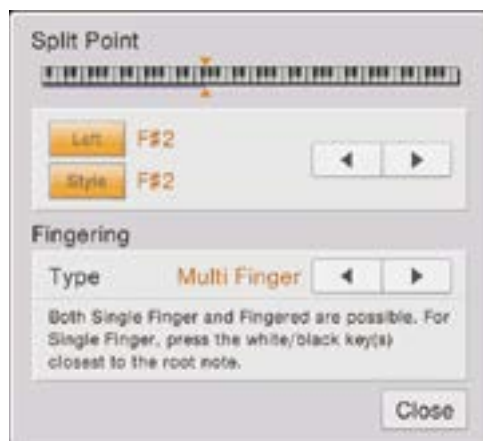 Split Point
Left F#2
Style F#2
Fingering
Type Multi Finger
Both Single Finger and Fingered are possible. For
Single Finger, press the white/black key(s)
closest to the root note.
Close